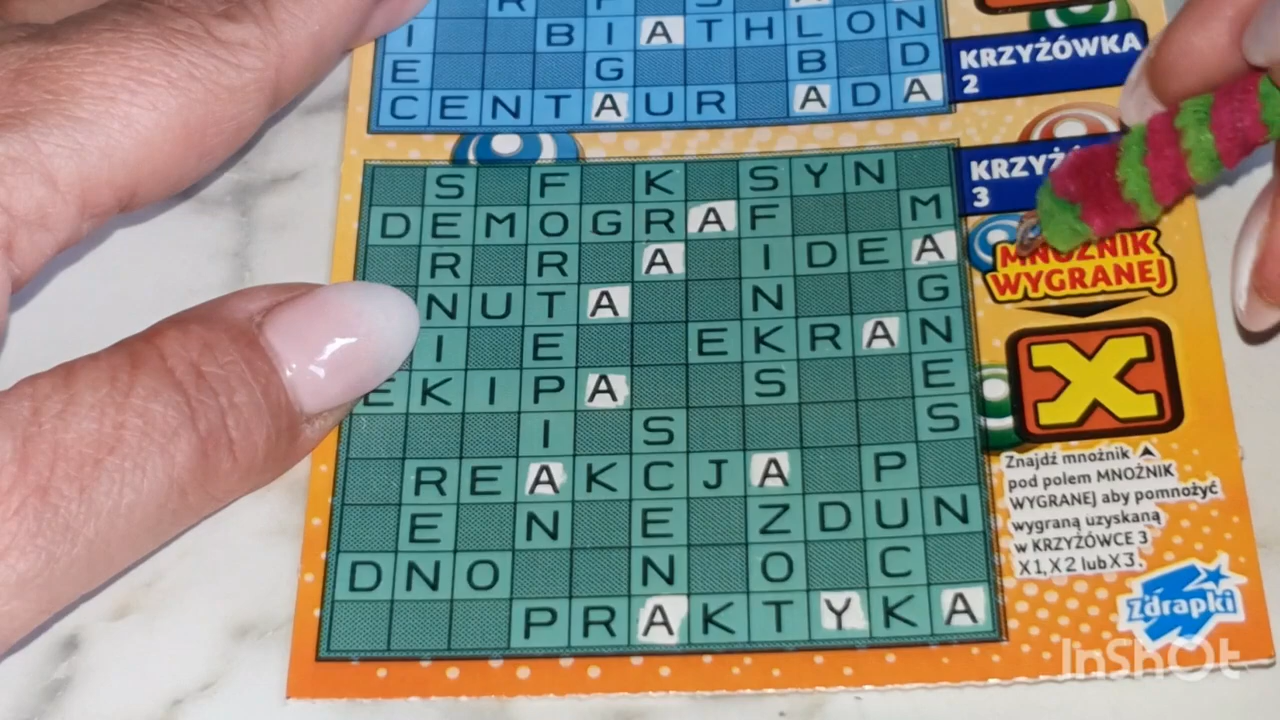 I BIATHLON
E G B D
CENTAUR ADA
KRZYŻÓWKA
2
S F K SYN
DEMOGRAF M
R R A IDEA
NUTA N G
I E EKRAN
EKIPA S E
I S S
REAKCJA P
E N E ZDUN
DNO N O C
PRAKTYKA
3
MNOŻNIK
WYGRANEJ
X
Znajdź mnożnik
pod polem MNOŻNIK
WYGRANEJ aby pomnożyć
wygraną uzyskaną
w KRZYŻÓWCE 3
X1, X2 lub X3.
Zdrapki
InShOt